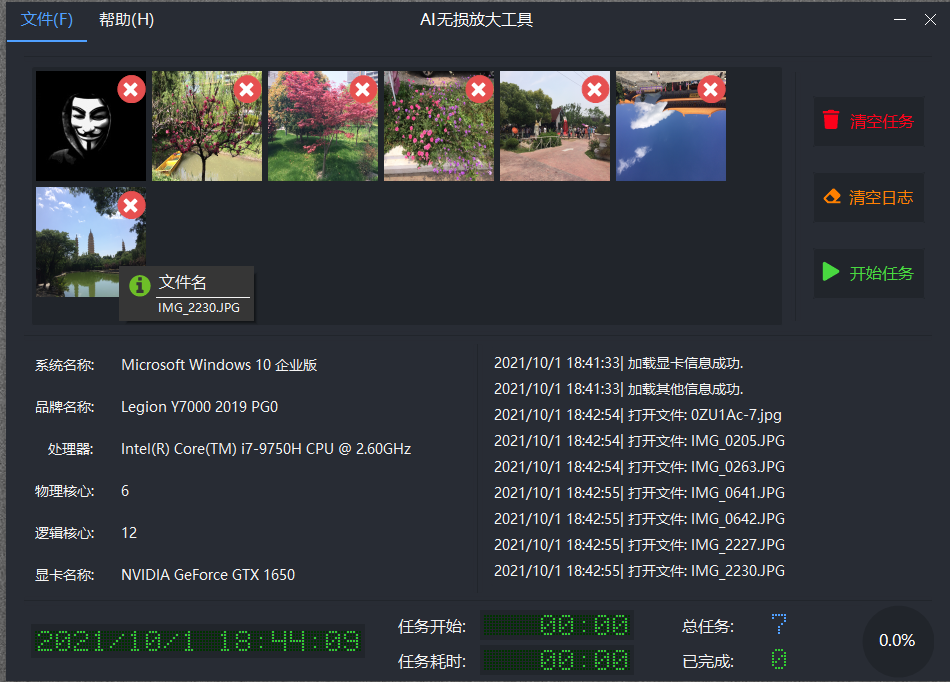 文件(F) 帮助(H) AI无损放大工具
清空任务
清空日志
开始任务
文件名
IMG_2230.JPG
系统名称: Microsoft Windows 10 企业版
品牌名称: Legion Y7000 2019 PG0
处理器: Intel(R) Core(TM) i7-9750H CPU @ 2.60GHz
物理核心: 6
逻辑核心: 12
显卡名称: NVIDIA GeForce GTX 1650
2021/10/1 18:41:33| 加载显卡信息成功.
2021/10/1 18:41:33| 加载其他信息成功.
2021/10/1 18:42:54| 打开文件: 0ZU1Ac-7.jpg
2021/10/1 18:42:54| 打开文件: IMG_0205.JPG
2021/10/1 18:42:54| 打开文件: IMG_0263.JPG
2021/10/1 18:42:55| 打开文件: IMG_0641.JPG
2021/10/1 18:42:55| 打开文件: IMG_0642.JPG
2021/10/1 18:42:55| 打开文件: IMG_2227.JPG
2021/10/1 18:42:55| 打开文件: IMG_2230.JPG
2021/10/1 18:44:09
任务开始: 00:00
任务耗时: 00:00
总任务: 7
已完成: 0
0.0%